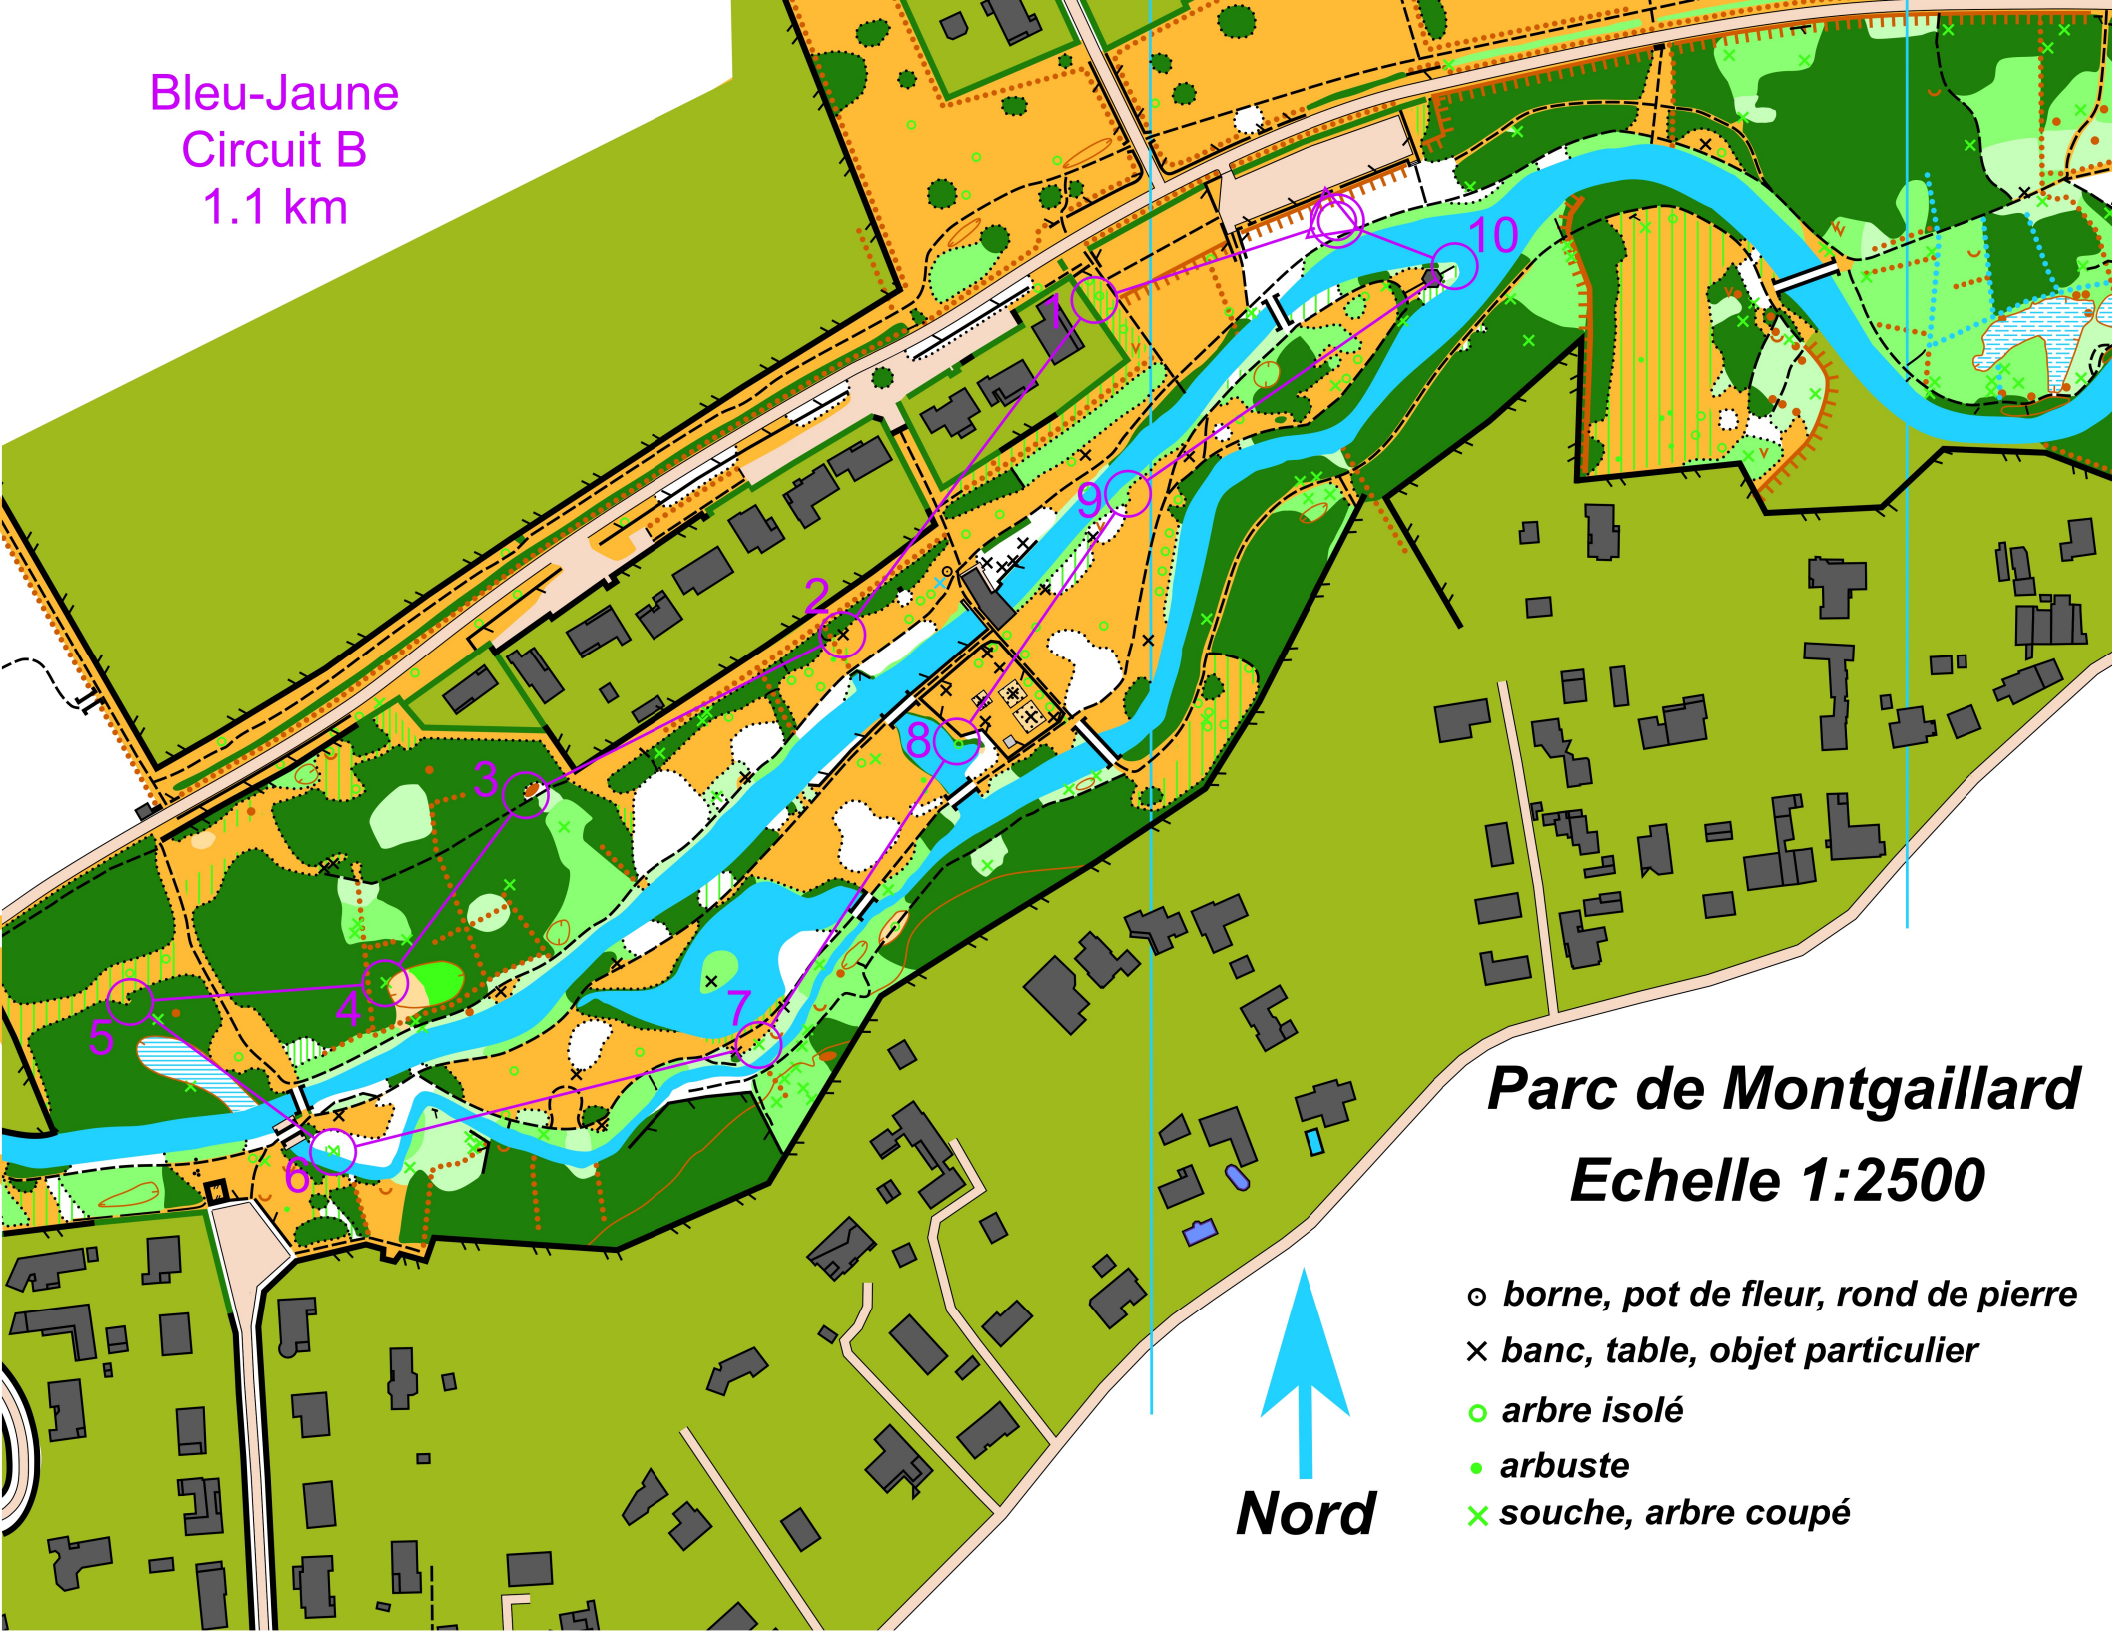 Bleu-Jaune
Circuit B
1.1 km
10
1
9
2
8
3
7
4
5
6
Parc de Montgaillard
Echelle 1:2500
borne, pot de fleur, rond de pierre
banc, table, objet particulier
arbre isolé
arbuste
souche, arbre coupé
Nord